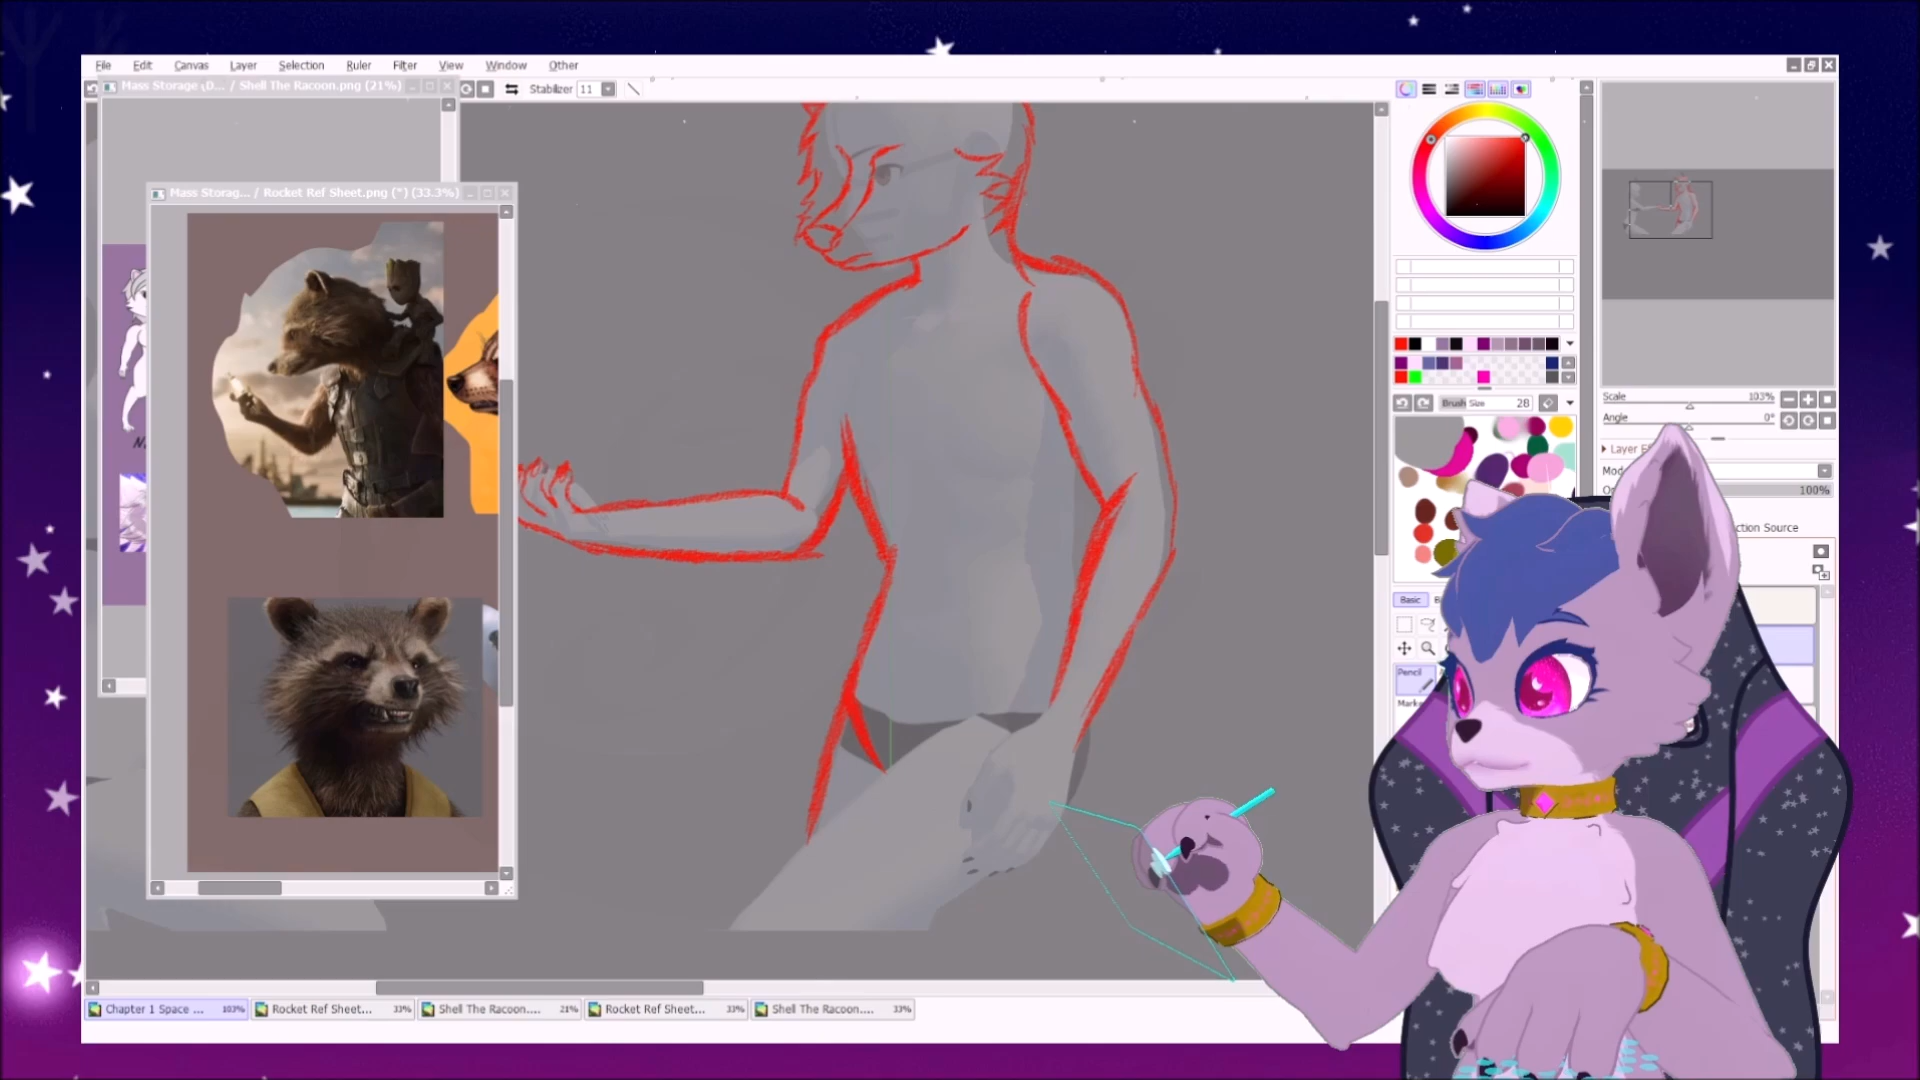 File Edit Canvas Layer Selection Ruler Filter View Window Other
Mass Storage \D... / Shell The Racoon.png (21%)
Stabilizer 11
Mass Storag... / Rocket Ref Sheet.png (*) (33.3%)
Brush Size 28
Scale 103%
Angle 0°
Layer
100%
ction Source
Basic
Pencil
Chapter 1 Space ... 103%
Rocket Ref Sheet... 33%
Shell The Racoon.... 21%
Rocket Ref Sheet... 33%
Shell The Racoon.... 33%